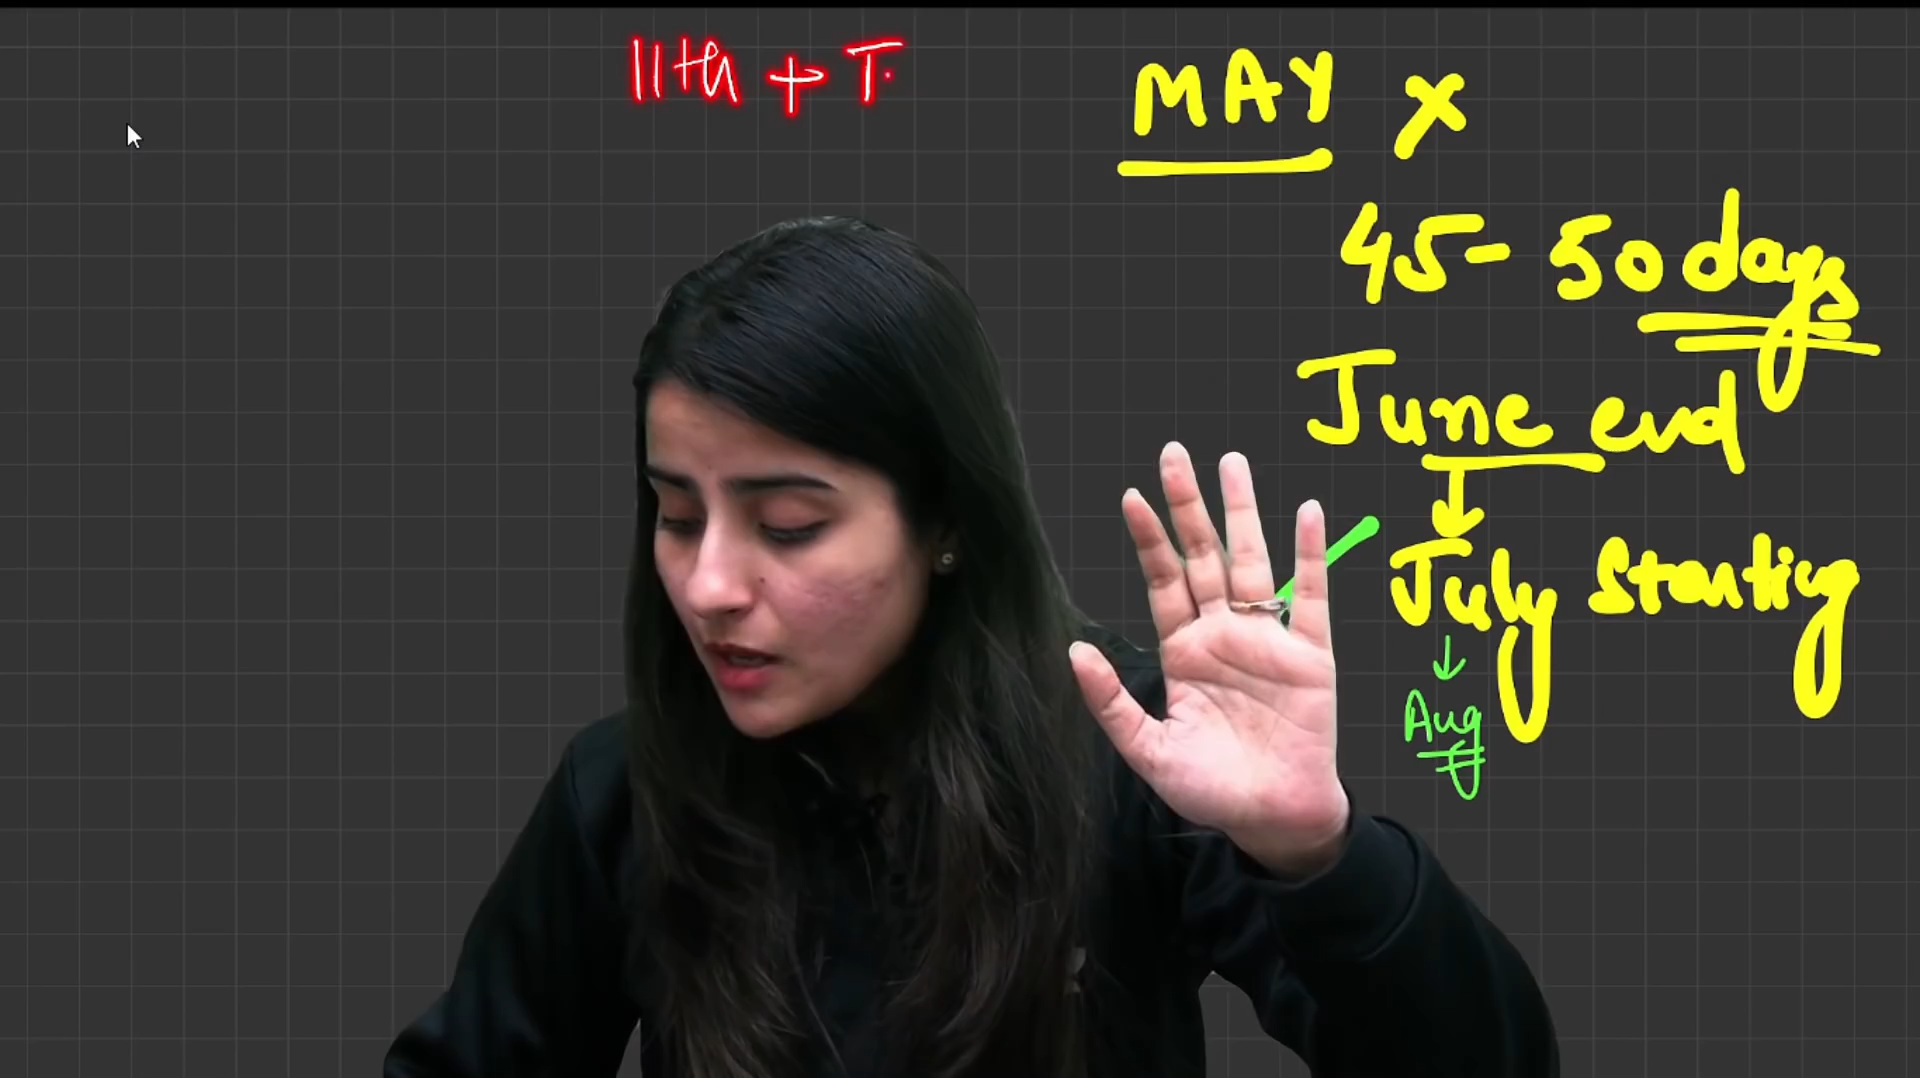 11th + T.
MAY x
45-50 days
June end
↓
July Starting
↓
Aug